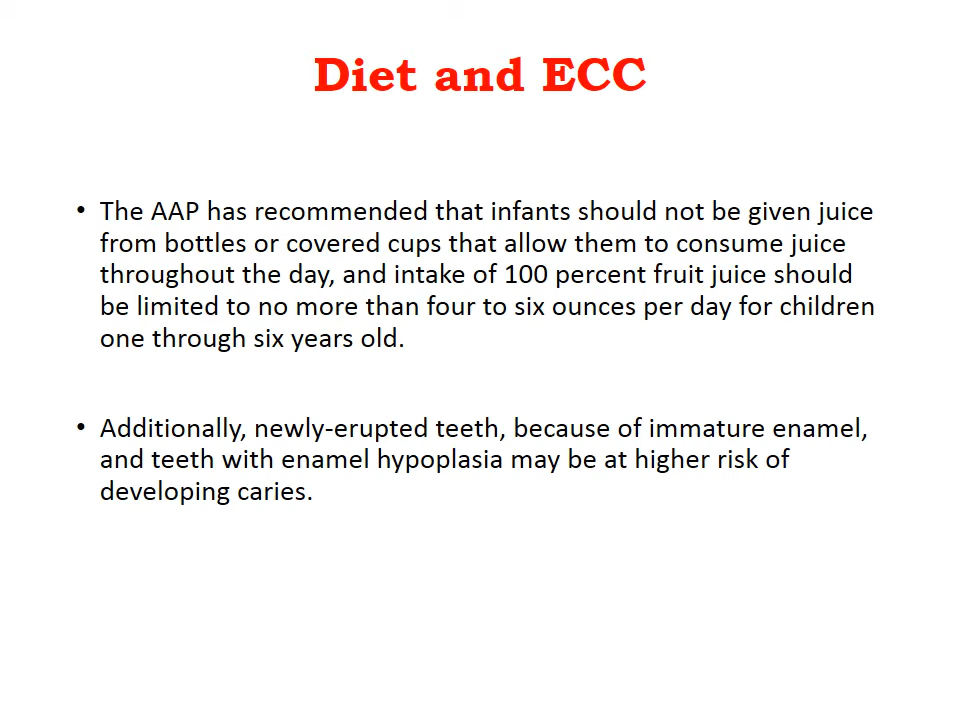 Diet and ECC
• The AAP has recommended that infants should not be given juice
from bottles or covered cups that allow them to consume juice
throughout the day, and intake of 100 percent fruit juice should
be limited to no more than four to six ounces per day for children
one through six years old.
• Additionally, newly-erupted teeth, because of immature enamel,
and teeth with enamel hypoplasia may be at higher risk of
developing caries.